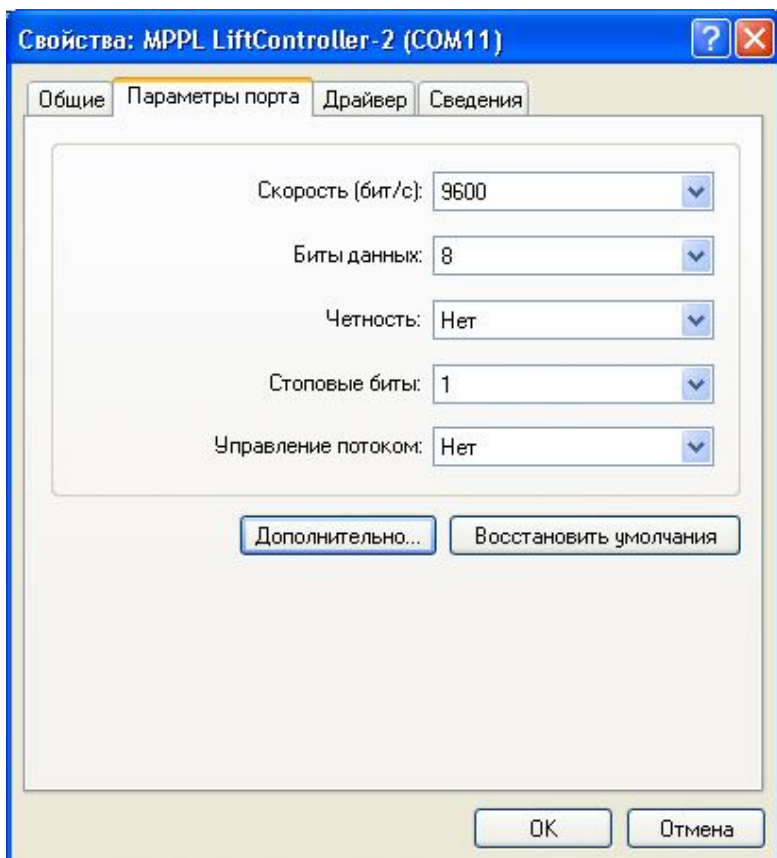 Свойства: MPPL LiftController-2 (COM11)
Общие Параметры порта Драйвер Сведения
Скорость (бит/с): 9600
Биты данных: 8
Четность: Нет
Стоповые биты: 1
Управление потоком: Нет
Дополнительно... Восстановить умолчания
OK Отмена